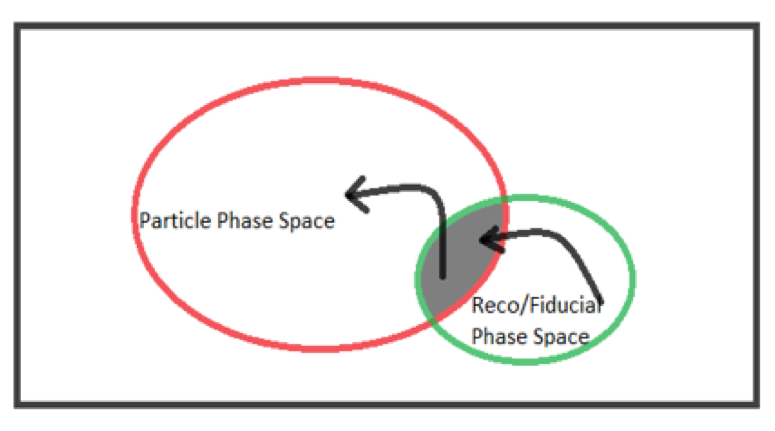 Particle Phase Space
Reco/Fiducial
Phase Space